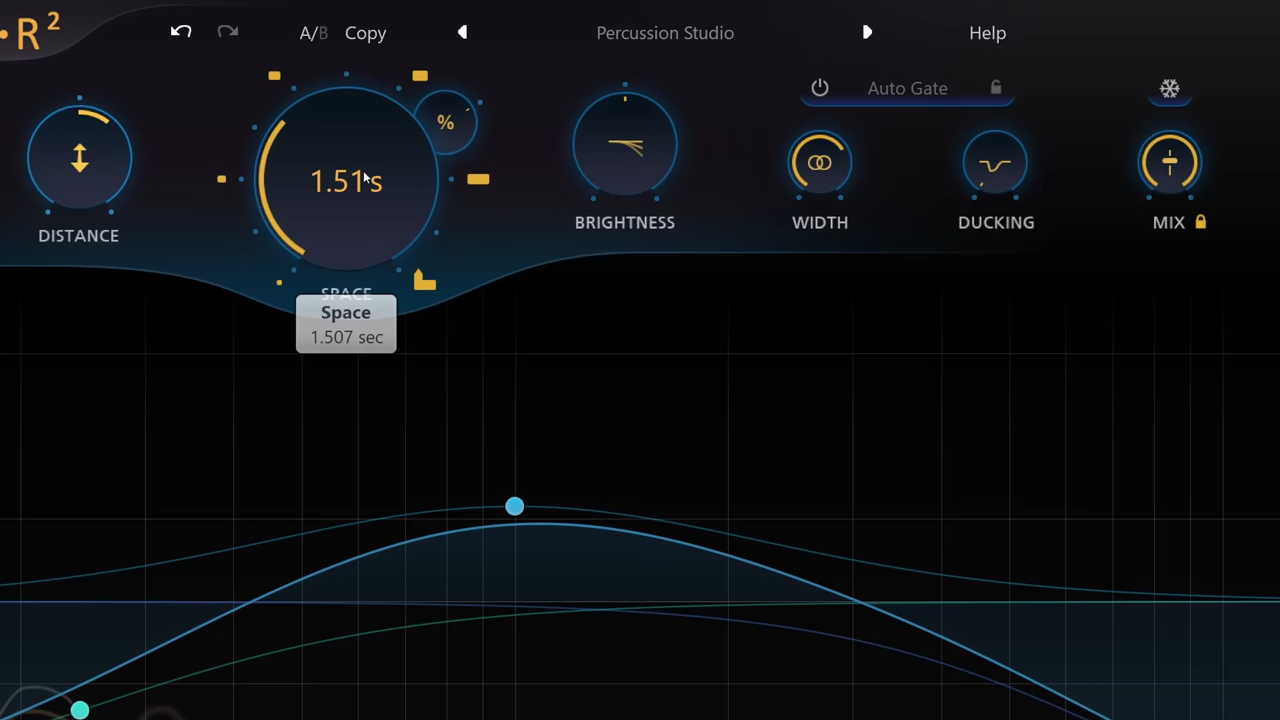 ·R²
A/B Copy
Percussion Studio
Help
Auto Gate
%
1.51s
DISTANCE
SPACE
BRIGHTNESS
WIDTH
DUCKING
MIX
Space
1.507 sec